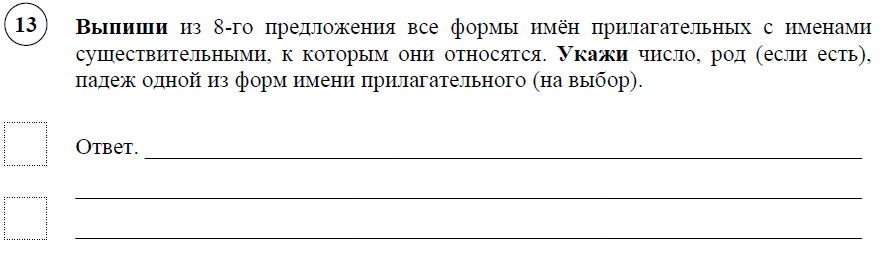 13 Выпиши из 8-го предложения все формы имён прилагательных с именами
существительными, к которым они относятся. Укажи число, род (если есть),
падеж одной из форм имени прилагательного (на выбор).
Ответ.